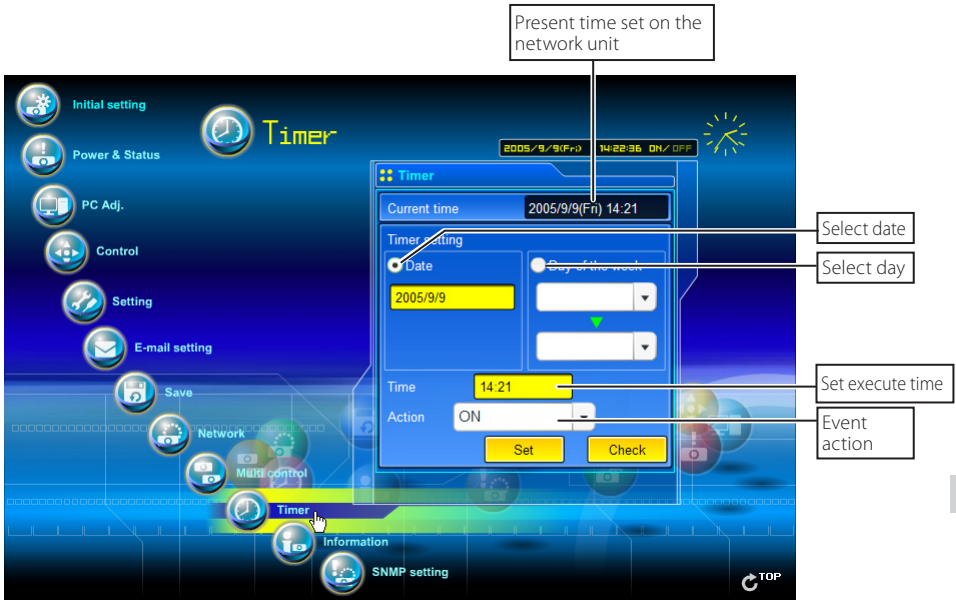 Present time set on the
network unit
Initial setting
Power & Status
PC Adj.
Control
Setting
E-mail setting
Save
Network
Multi control
Timer
Information
SNMP setting
Timer
2005/9/9(Fri) 14:22:36 ON/OFF
Timer
Current time 2005/9/9(Fri) 14:21
Timer setting
Date Day of the week
2005/9/9
Time 14:21
Action ON
Set Check
Select date
Select day
Set execute time
Event
action
TOP